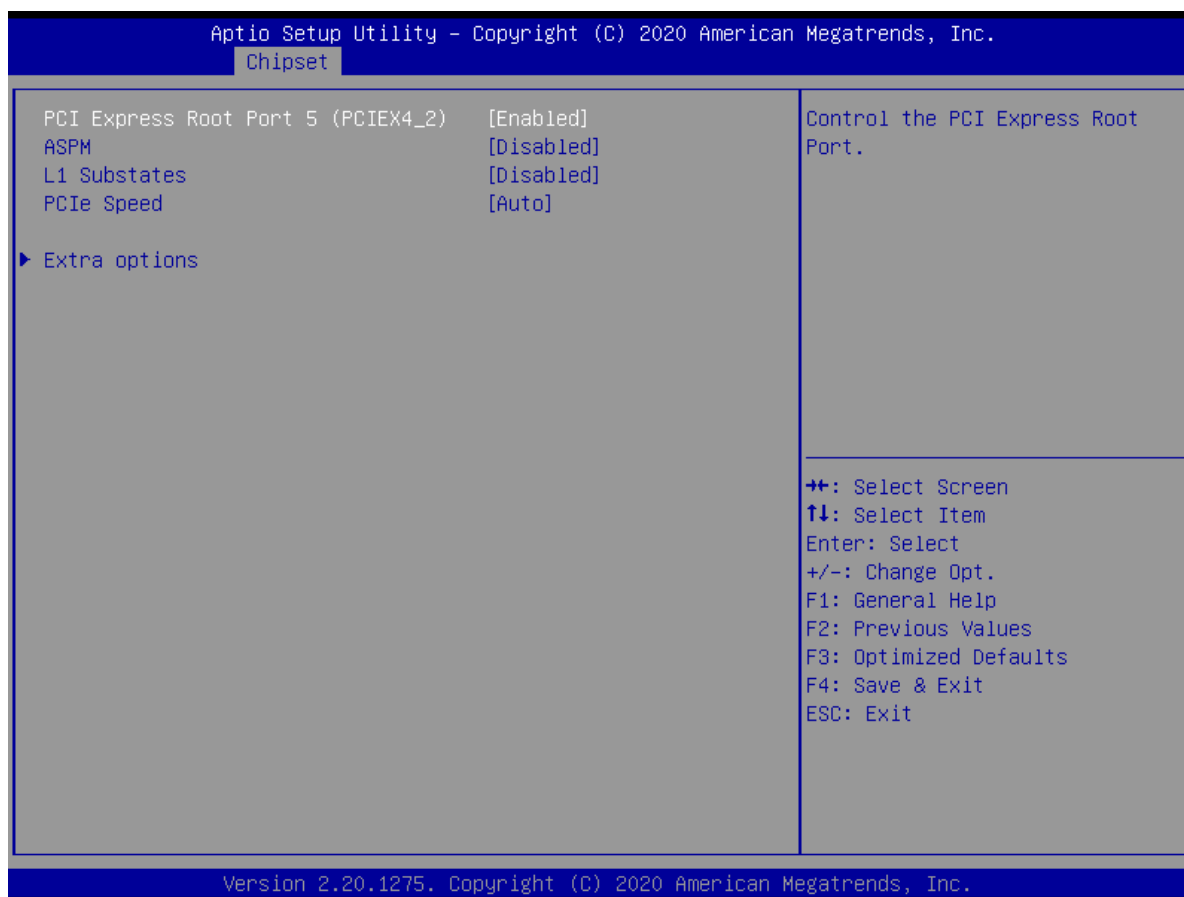 Aptio Setup Utility – Copyright (C) 2020 American Megatrends, Inc.
Chipset
PCI Express Root Port 5 (PCIEX4_2) [Enabled]
ASPM [Disabled]
L1 Substates [Disabled]
PCIe Speed [Auto]
▶ Extra options
Control the PCI Express Root
Port.
→←: Select Screen
↑↓: Select Item
Enter: Select
+/-: Change Opt.
F1: General Help
F2: Previous Values
F3: Optimized Defaults
F4: Save & Exit
ESC: Exit
Version 2.20.1275. Copyright (C) 2020 American Megatrends, Inc.